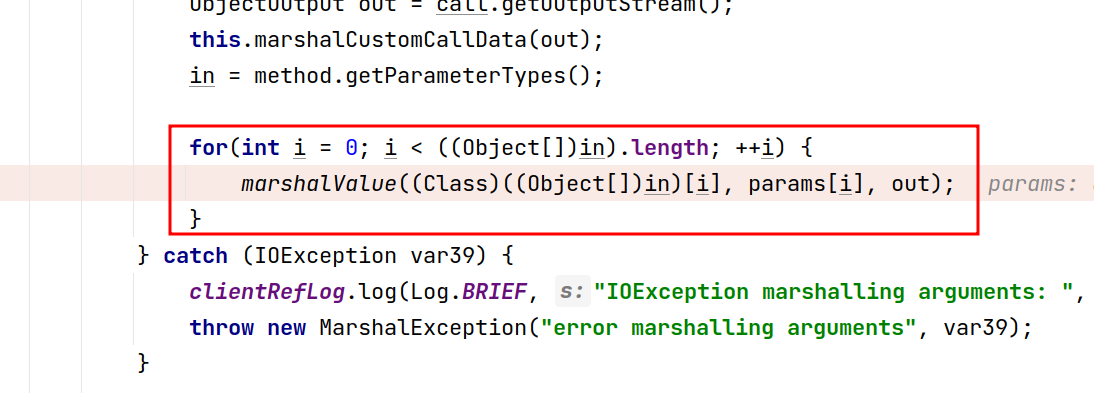 ObjectOutput out = call.getOutputStream();
this.marshalCustomCallData(out);
in = method.getParameterTypes();
for(int i = 0; i < ((Object[])in).length; ++i) {
marshalValue((Class)((Object[])in)[i], params[i], out); params:
}
} catch (IOException var39) {
clientRefLog.log(Log.BRIEF, s: "IOException marshalling arguments: ",
throw new MarshalException("error marshalling arguments", var39);
}